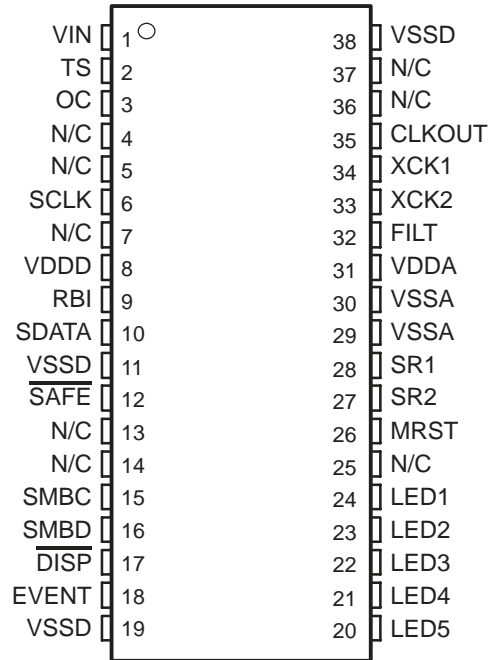 VIN 1 38 VSSD
TS 2 37 N/C
OC 3 36 N/C
N/C 4 35 CLKOUT
N/C 5 34 XCK1
SCLK 6 33 XCK2
N/C 7 32 FILT
VDDD 8 31 VDDA
RBI 9 30 VSSA
SDATA 10 29 VSSA
VSSD 11 28 SR1
SAFE 12 27 SR2
N/C 13 26 MRST
N/C 14 25 N/C
SMBC 15 24 LED1
SMBD 16 23 LED2
DISP 17 22 LED3
EVENT 18 21 LED4
VSSD 19 20 LED5